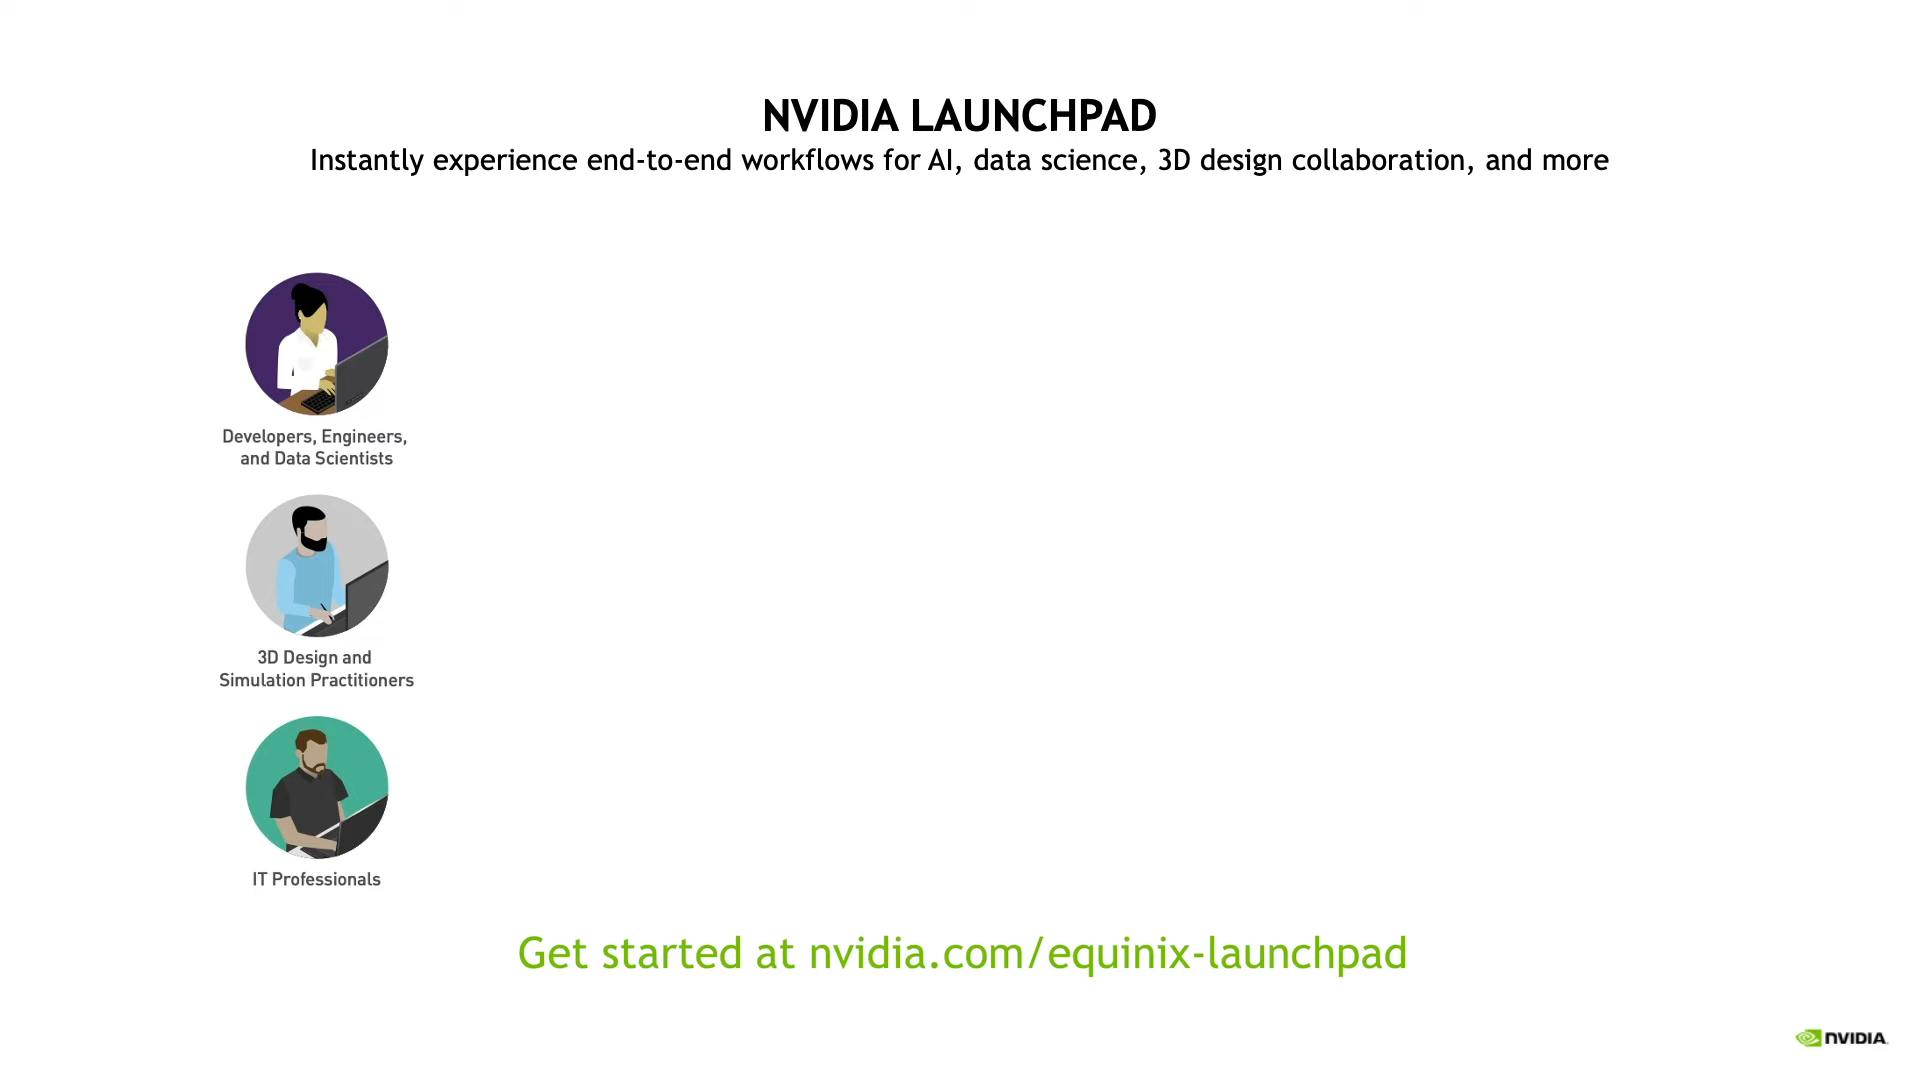 NVIDIA LAUNCHPAD
Instantly experience end-to-end workflows for AI, data science, 3D design collaboration, and more
Developers, Engineers,
and Data Scientists
3D Design and
Simulation Practitioners
IT Professionals
Get started at nvidia.com/equinix-launchpad
NVIDIA.